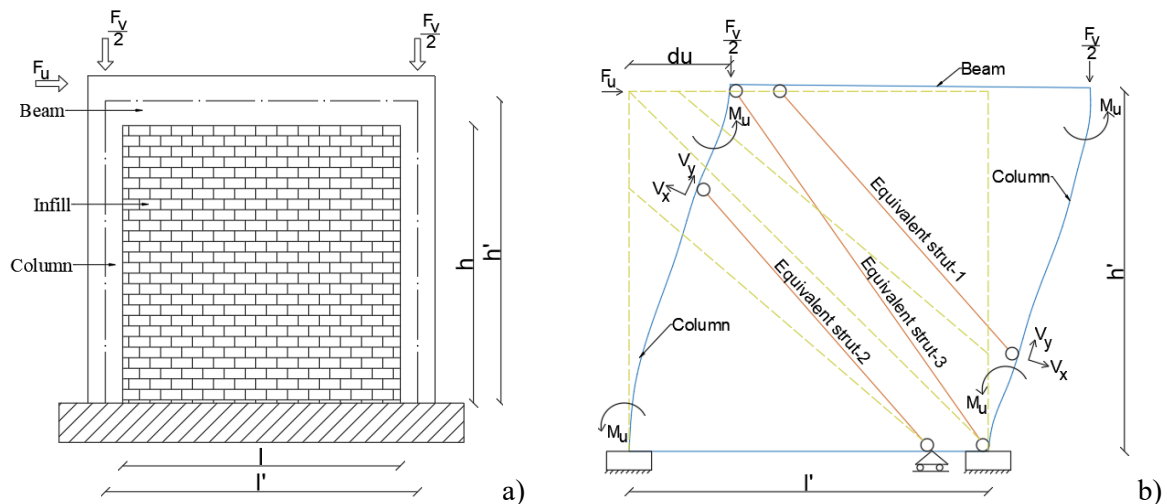 F_v/2
F_v/2
F_u
Beam
Infill
Column
h
h'
l
l'
a)
F_v/2
F_v/2
du
F_u
Beam
M_u
M_u
V_y
V_x
Column
Equivalent strut-1
Equivalent strut-2
Equivalent strut-3
h'
Column
V_y
V_x
M_u
M_u
l'
b)